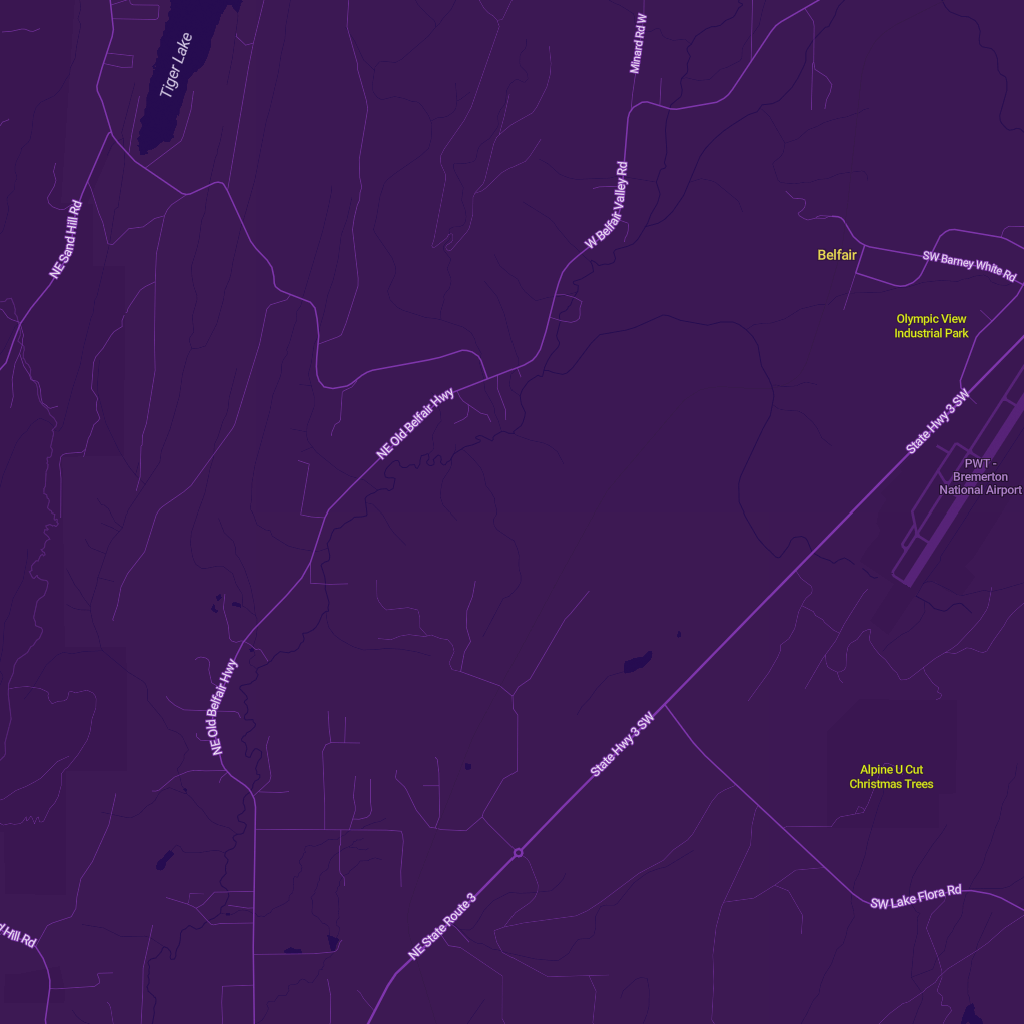 Tiger Lake
Minard Rd W
NE Sand Hill Rd
W Belfair Valley Rd
Belfair
SW Barney White Rd
Olympic View
Industrial Park
NE Old Belfair Hwy
State Hwy 3 SW
PWT -
Bremerton
National Airport
NE Old Belfair Hwy
State Hwy 3 SW
Alpine U Cut
Christmas Trees
SW Lake Flora Rd
NE State Route 3
Hill Rd